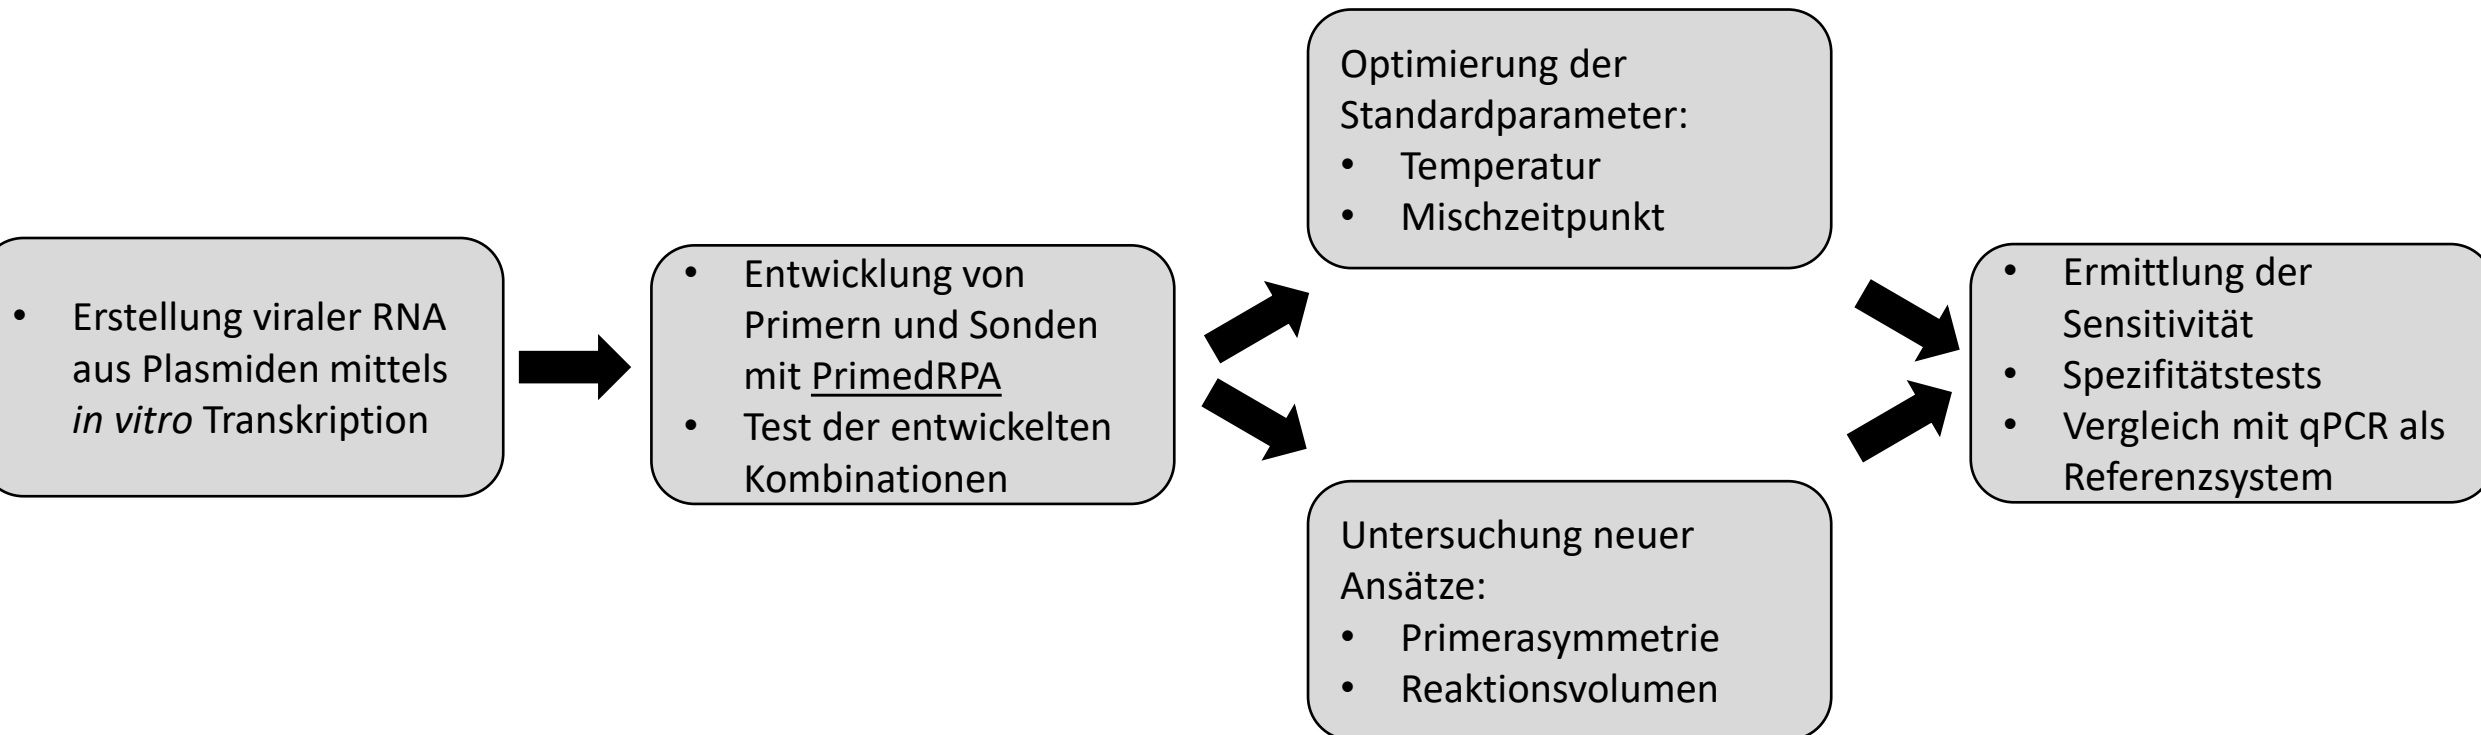 • Erstellung viraler RNA
aus Plasmiden mittels
in vitro Transkription
• Entwicklung von
Primern und Sonden
mit PrimedRPA
• Test der entwickelten
Kombinationen
Optimierung der
Standardparameter:
• Temperatur
• Mischzeitpunkt
Untersuchung neuer
Ansätze:
• Primerasymmetrie
• Reaktionsvolumen
• Ermittlung der
Sensitivität
• Spezifitätstests
• Vergleich mit qPCR als
Referenzsystem